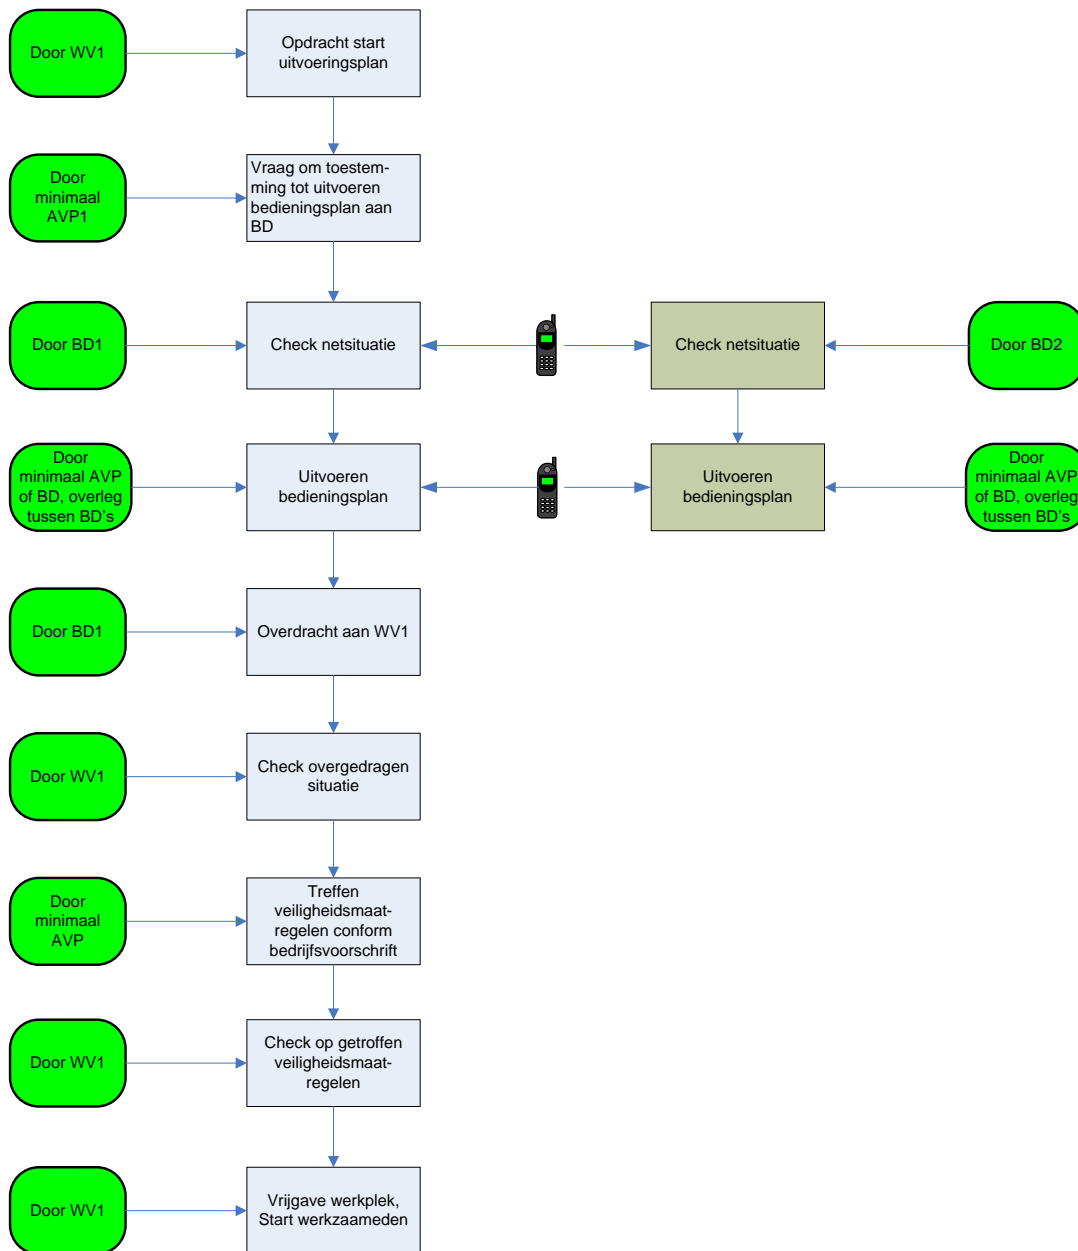 Door WV1
Opdracht start
uitvoeringsplan
Door
minimaal
AVP1
Vraag om toestem-
ming tot uitvoeren
bedieningsplan aan
BD
Door BD1
Check netsituatie
Check netsituatie
Door BD2
Door
minimaal AVP
of BD, overleg
tussen BD's
Uitvoeren
bedieningsplan
Uitvoeren
bedieningsplan
Door
minimaal AVP
of BD, overleg
tussen BD's
Door BD1
Overdracht aan WV1
Door WV1
Check overgedragen
situatie
Door
minimaal
AVP
Treffen
veiligheidsmaat-
regelen conform
bedrijfsvoorschrift
Door WV1
Check op getroffen
veiligheidsmaat-
regelen
Door WV1
Vrijgave werkplek,
Start werkzaameden